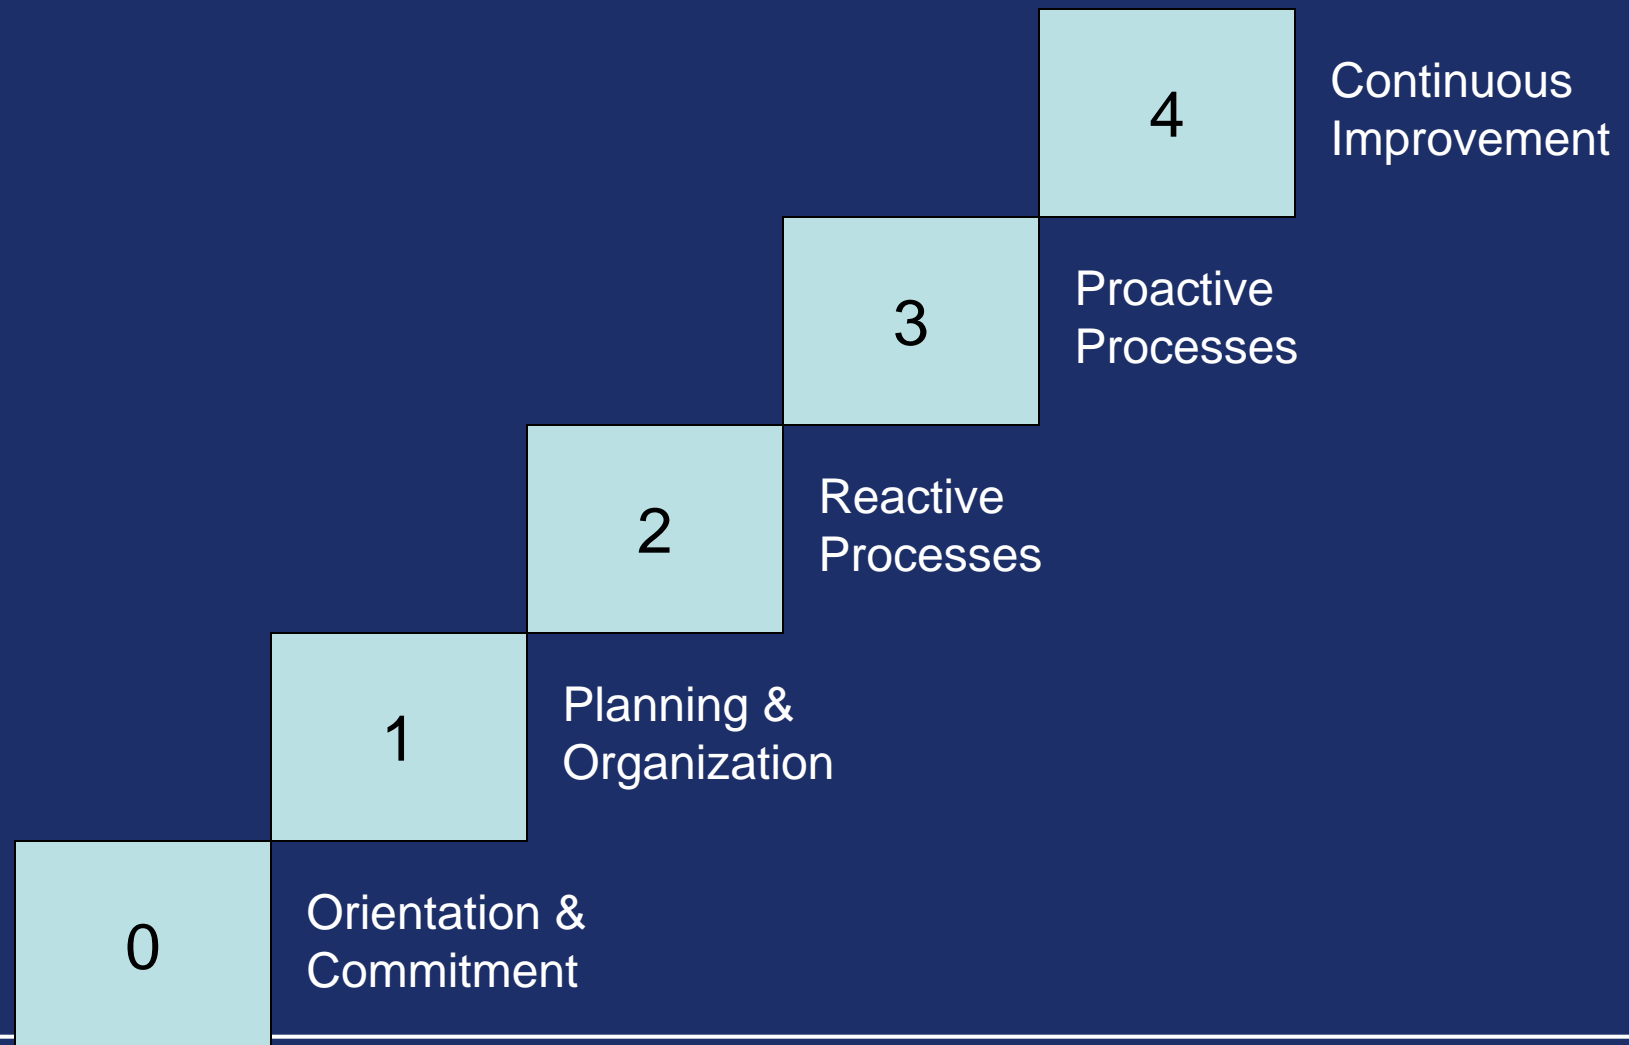 4
Continuous
Improvement
3
Proactive
Processes
2
Reactive
Processes
1
Planning &
Organization
0
Orientation &
Commitment